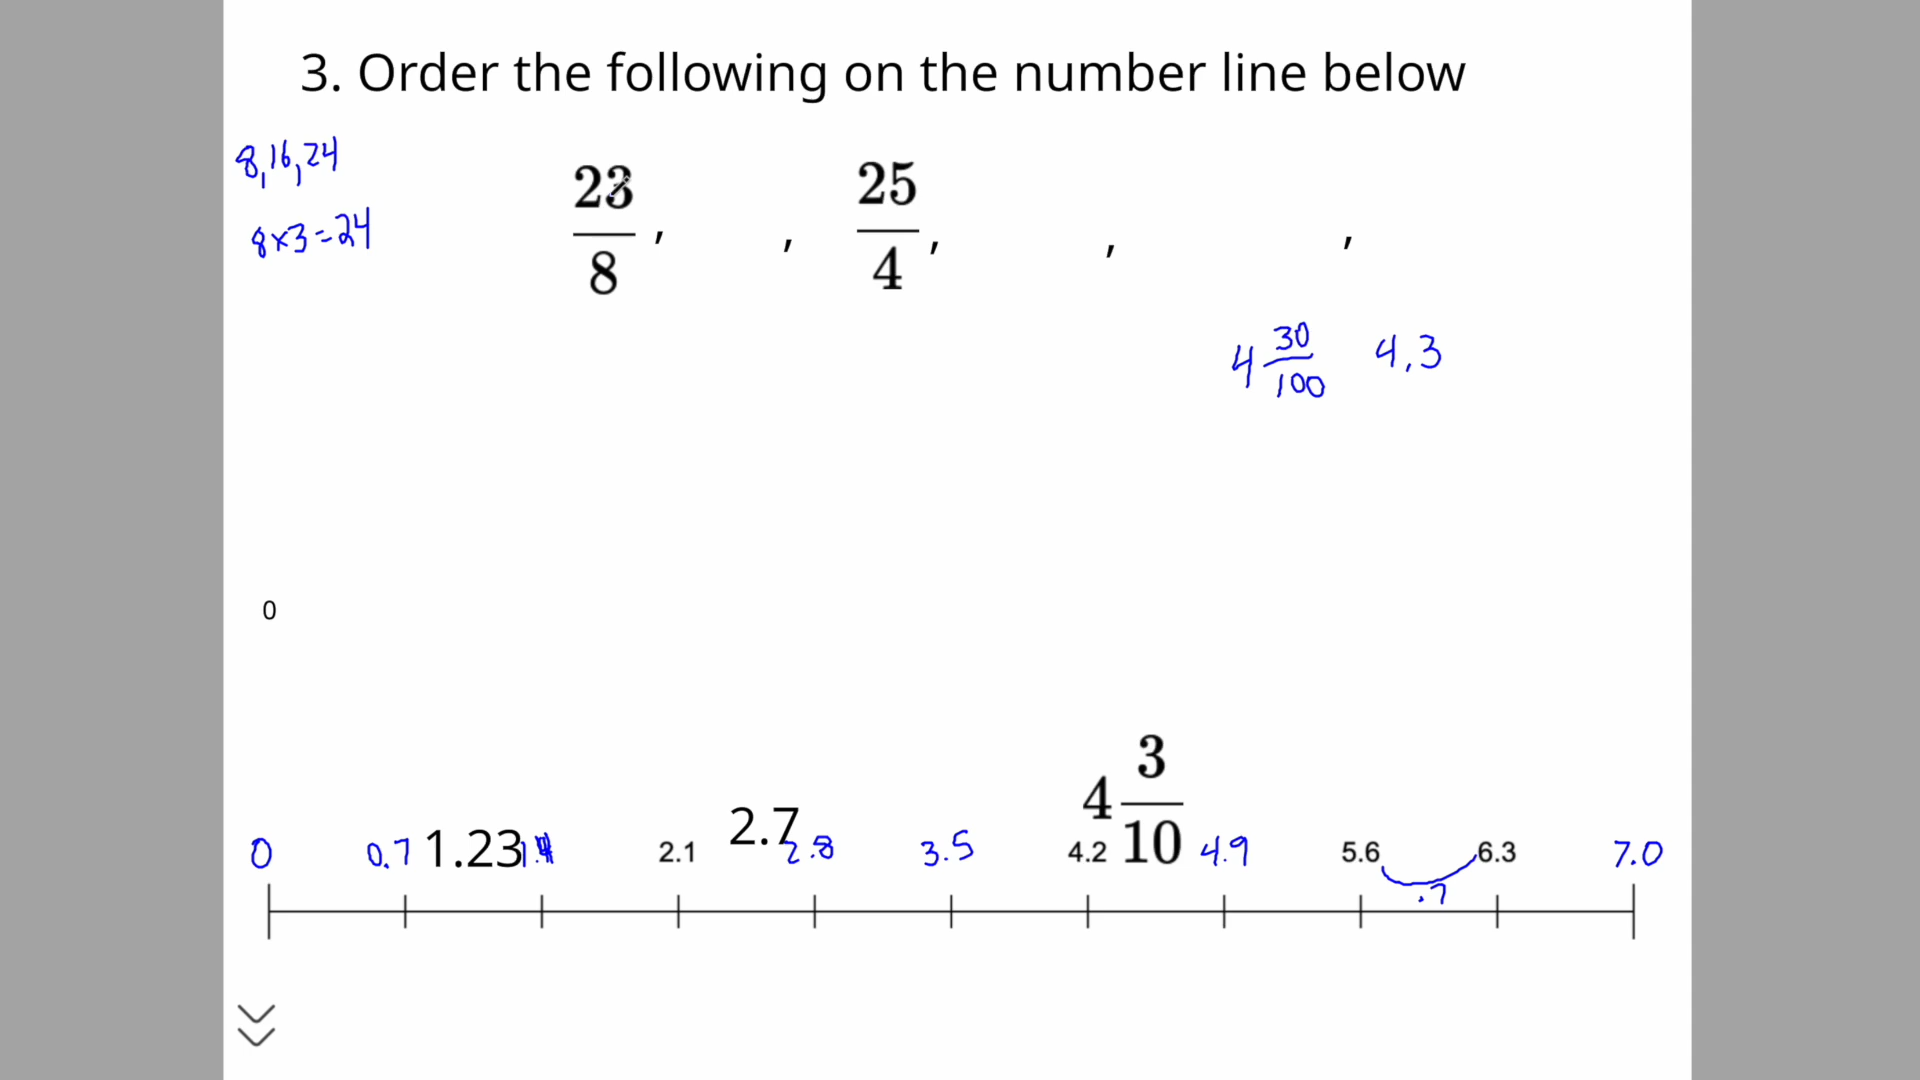 3. Order the following on the number line below
8,16,24
8×3=24
23/8 , , 25/4 , , ,
4 30/100 4.3
0
4 3/10
0 0.7 1.23 1.4 2.1 2.7 2.8 3.5 4.2 4.9 5.6 6.3 7.0
.7